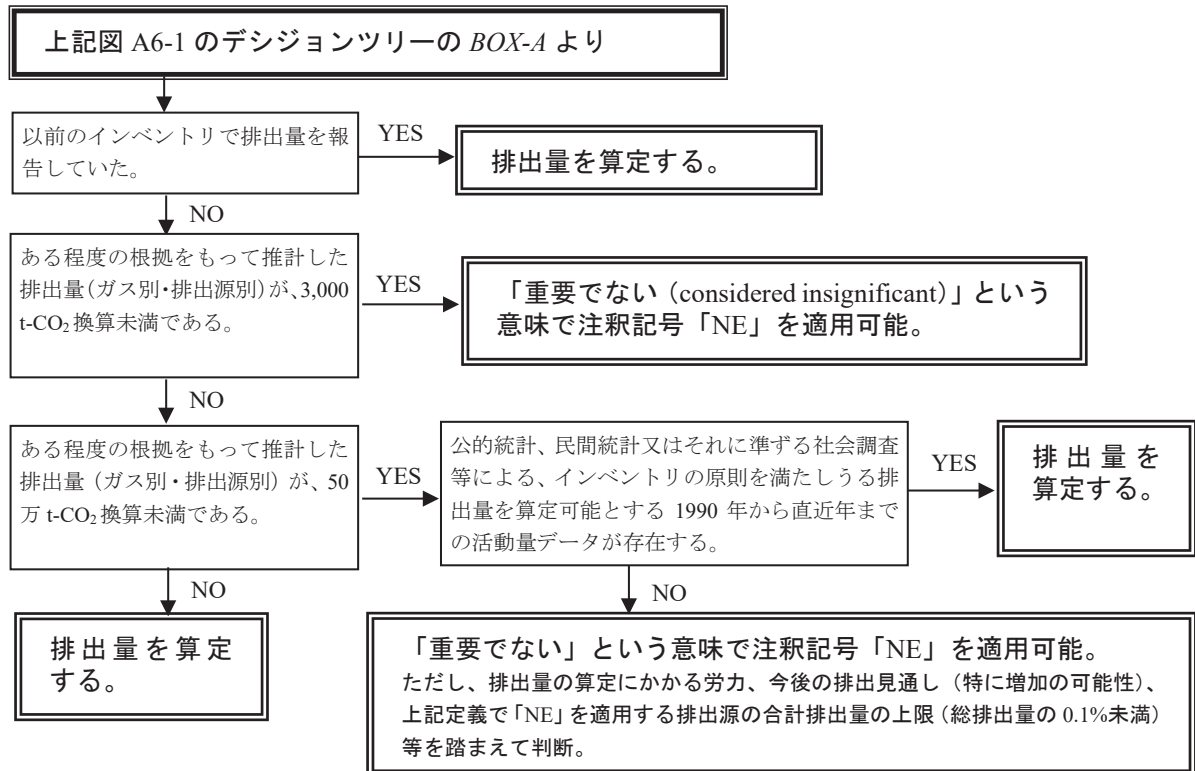 上記図 A6-1 のデシジョンツリーの BOX-A より
以前のインベントリで排出量を報
告していた。
YES
排出量を算定する。
NO
ある程度の根拠をもって推計した
排出量(ガス別・排出源別)が、3,000
t-CO₂換算未満である。
YES
「重要でない(considered insignificant)」という
意味で注釈記号「NE」を適用可能。
NO
ある程度の根拠をもって推計した
排出量(ガス別・排出源別)が、50
万 t-CO₂換算未満である。
YES
公的統計、民間統計又はそれに準ずる社会調査
等による、インベントリの原則を満たしうる排
出量を算定可能とする 1990 年から直近年まで
の活動量データが存在する。
YES
排出量を
算定する。
NO
排出量を算定
する。
NO
「重要でない」という意味で注釈記号「NE」を適用可能。
ただし、排出量の算定にかかる労力、今後の排出見通し(特に増加の可能性)、
上記定義で「NE」を適用する排出源の合計排出量の上限(総排出量の 0.1%未満)
等を踏まえて判断。